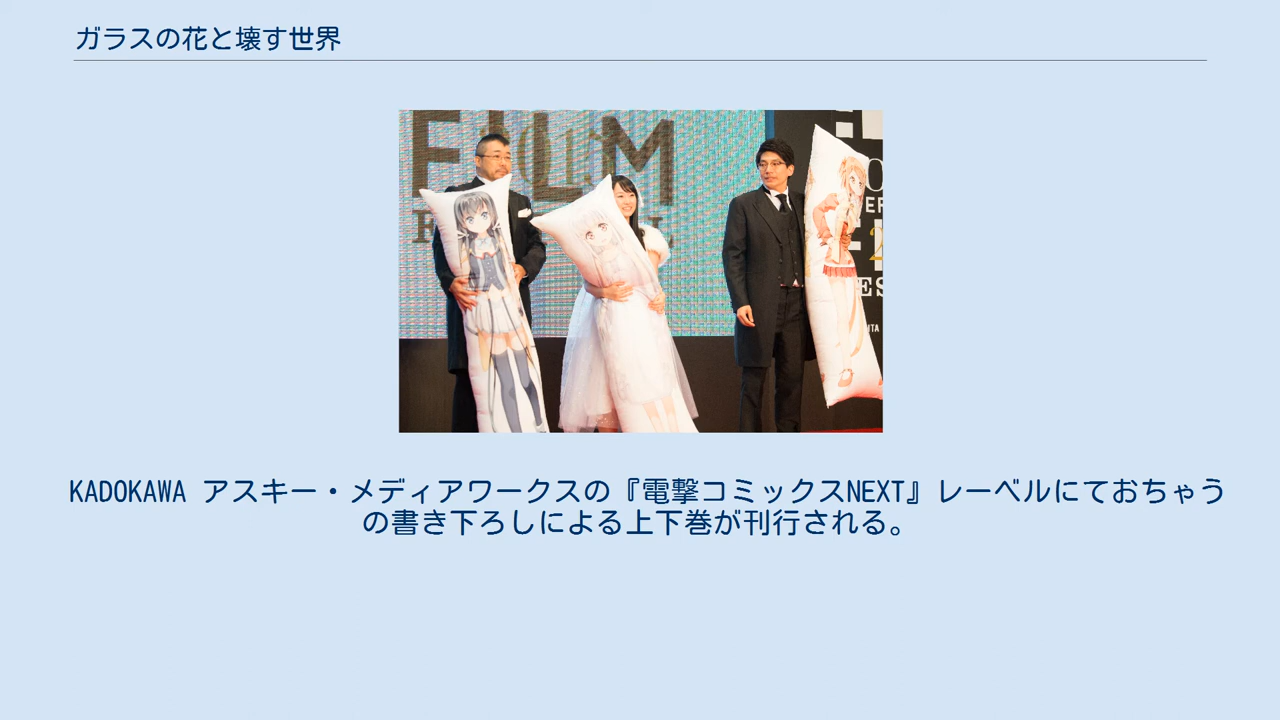 ガラスの花と壊す世界
FILM
KADOKAWA アスキー・メディアワークスの『電撃コミックスNEXT』レーベルにておちゃう
の書き下ろしによる上下巻が刊行される。